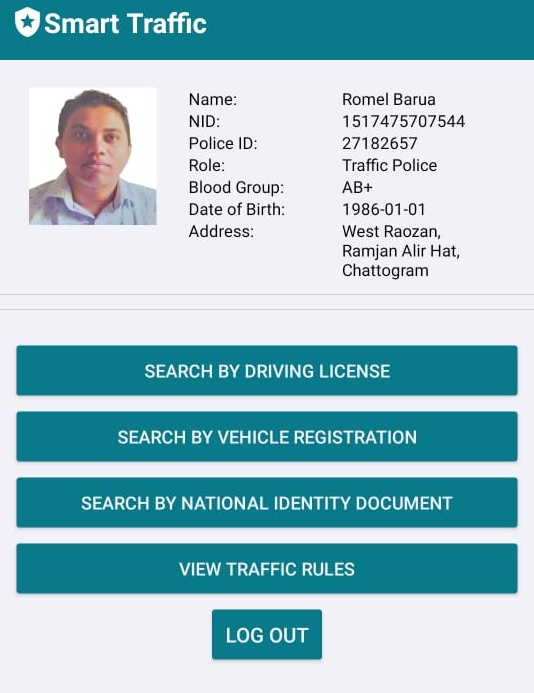 Smart Traffic
Name: Romel Barua
NID: 1517475707544
Police ID: 27182657
Role: Traffic Police
Blood Group: AB+
Date of Birth: 1986-01-01
Address: West Raozan,
Ramjan Alir Hat,
Chattogram
SEARCH BY DRIVING LICENSE
SEARCH BY VEHICLE REGISTRATION
SEARCH BY NATIONAL IDENTITY DOCUMENT
VIEW TRAFFIC RULES
LOG OUT